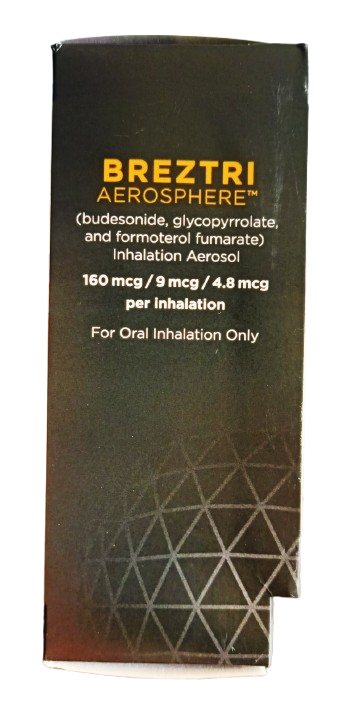 BREZTRI
AEROSPHERE™
(budesonide, glycopyrrolate,
and formoterol fumarate)
Inhalation Aerosol
160 mcg / 9 mcg / 4.8 mcg
per inhalation
For Oral Inhalation Only